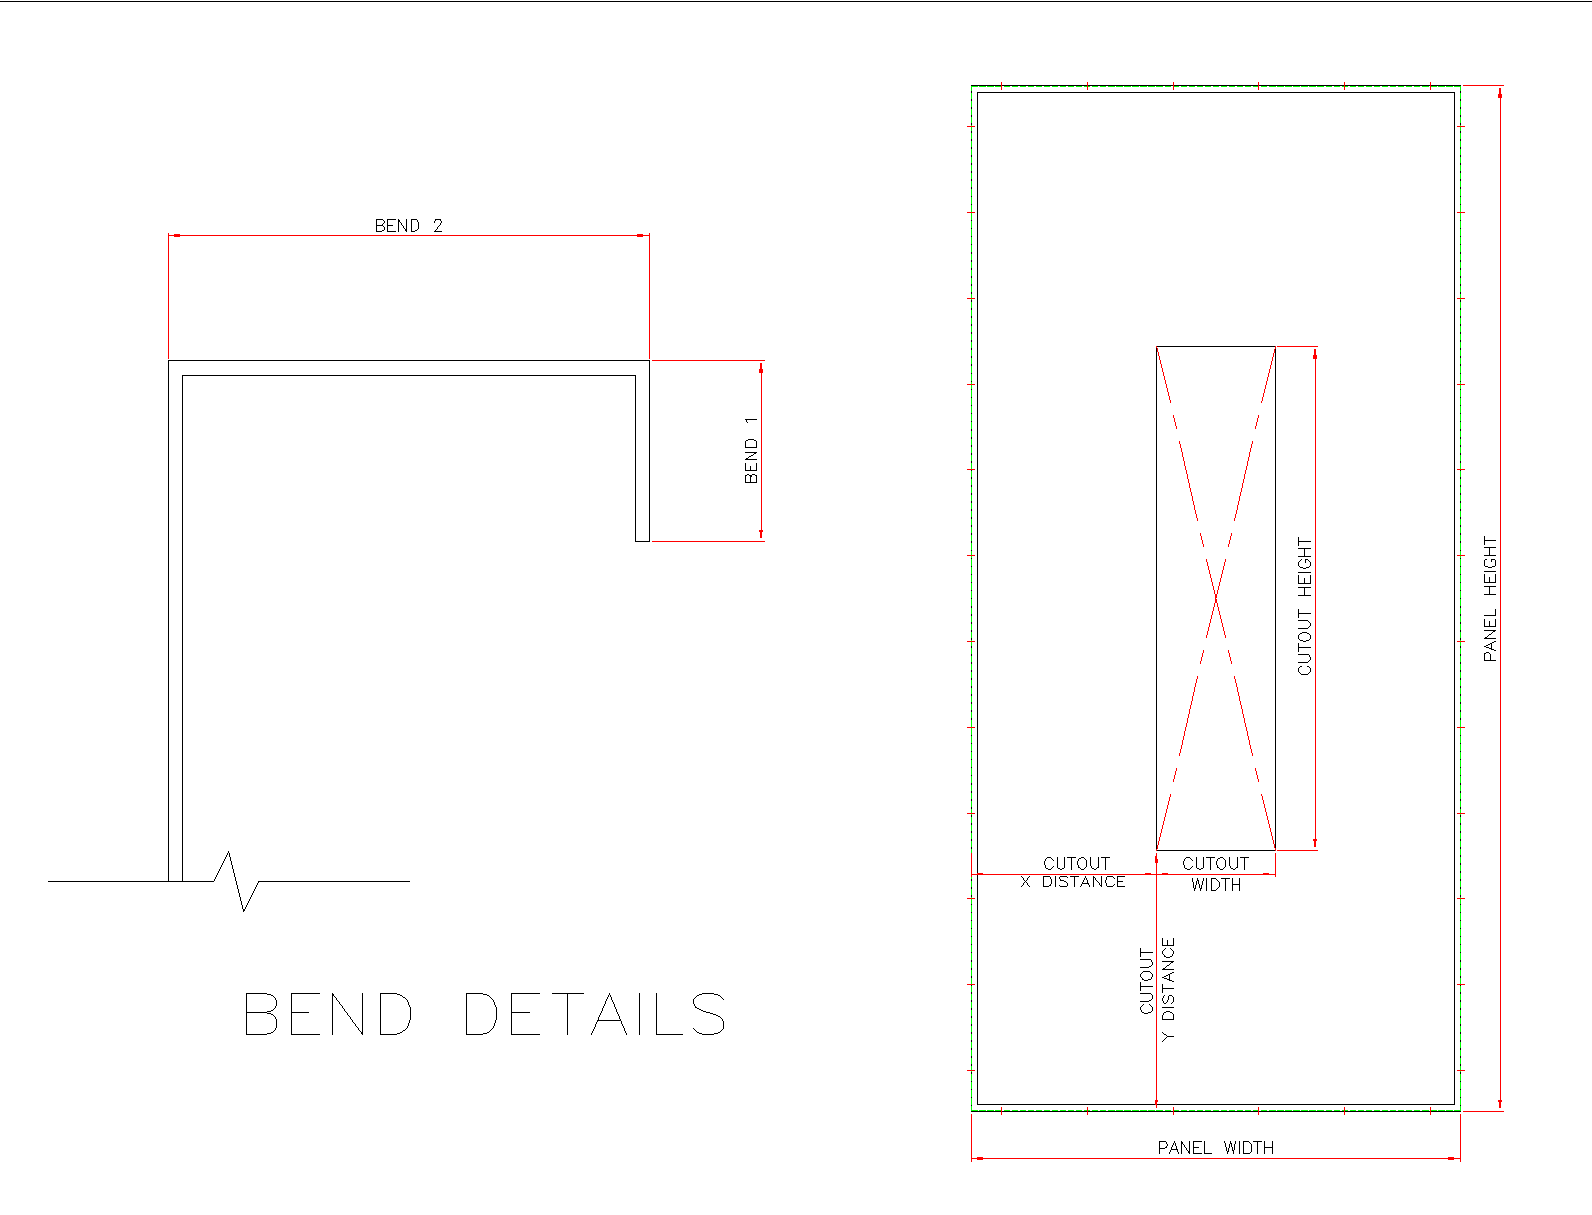 BEND 2
BEND 1
BEND DETAILS
CUTOUT HEIGHT
PANEL HEIGHT
CUTOUT
X DISTANCE
CUTOUT
WIDTH
CUTOUT
Y DISTANCE
PANEL WIDTH